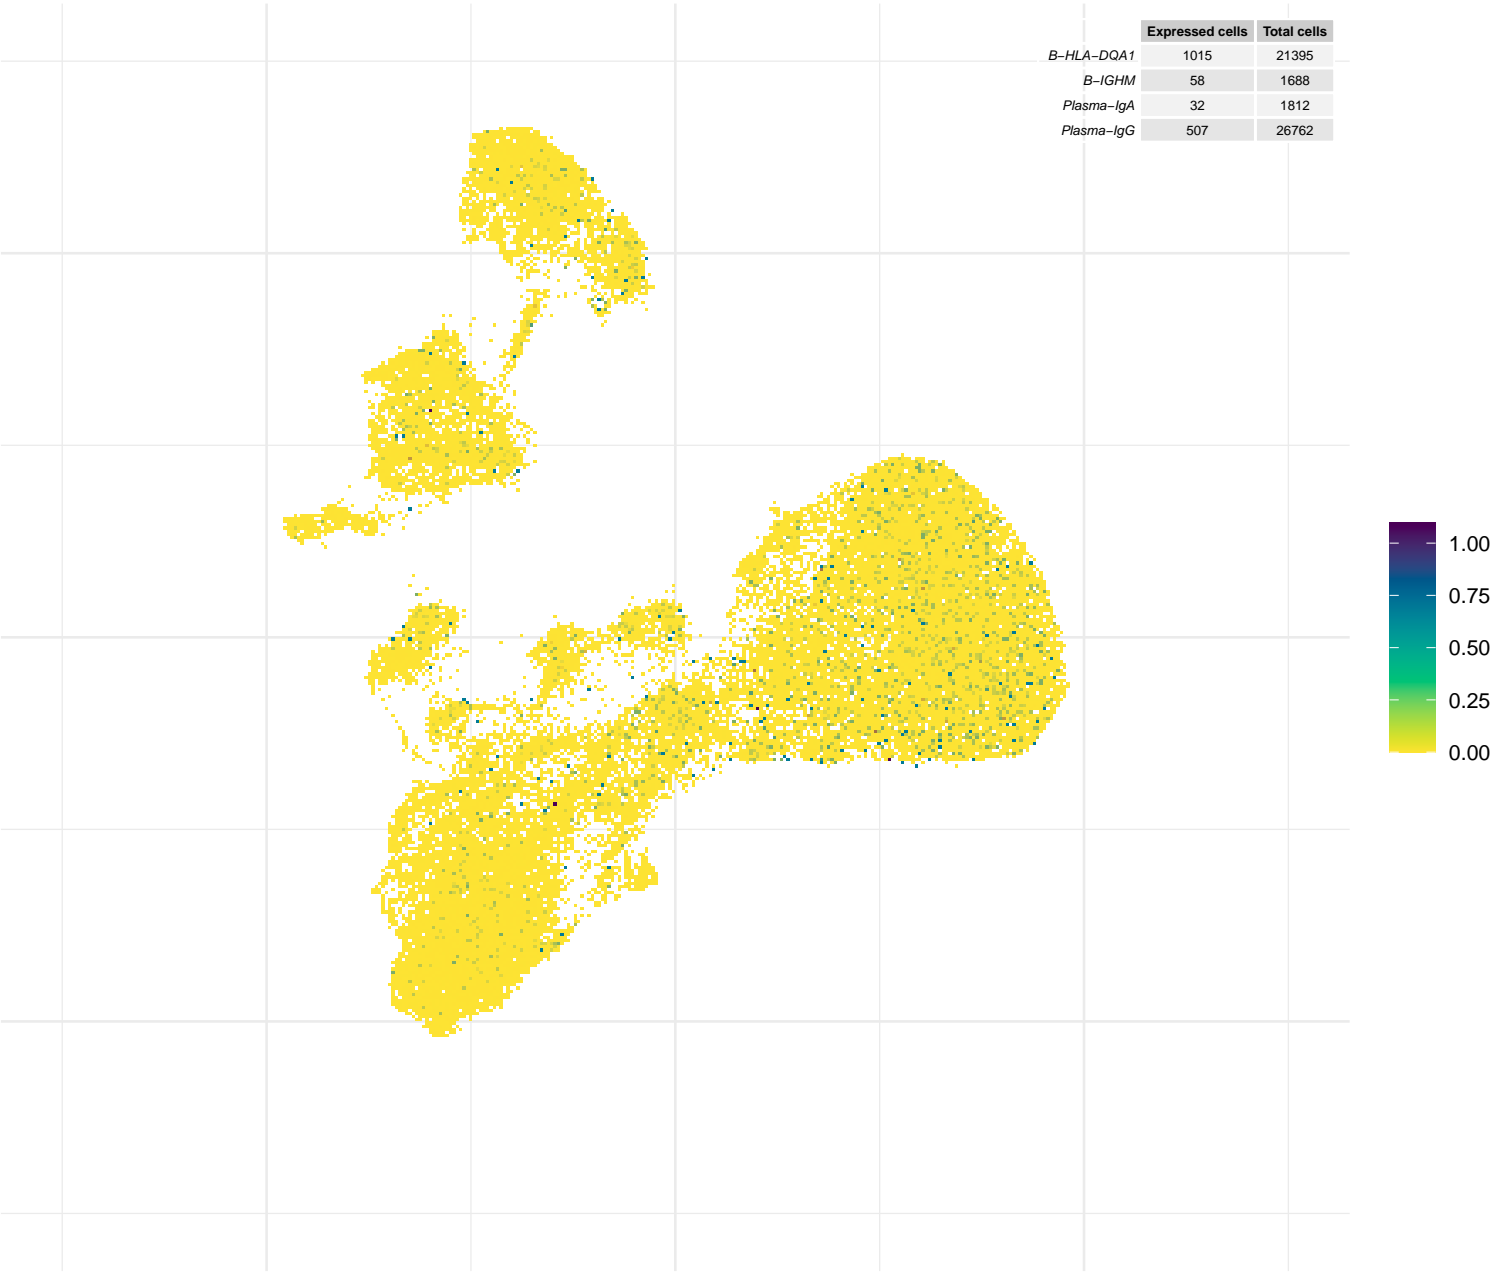 Expressed cells Total cells
B−HLA−DQA1 1015 21395
B−IGHM 58 1688
Plasma−IgA 32 1812
Plasma−IgG 507 26762
1.00
0.75
0.50
0.25
0.00